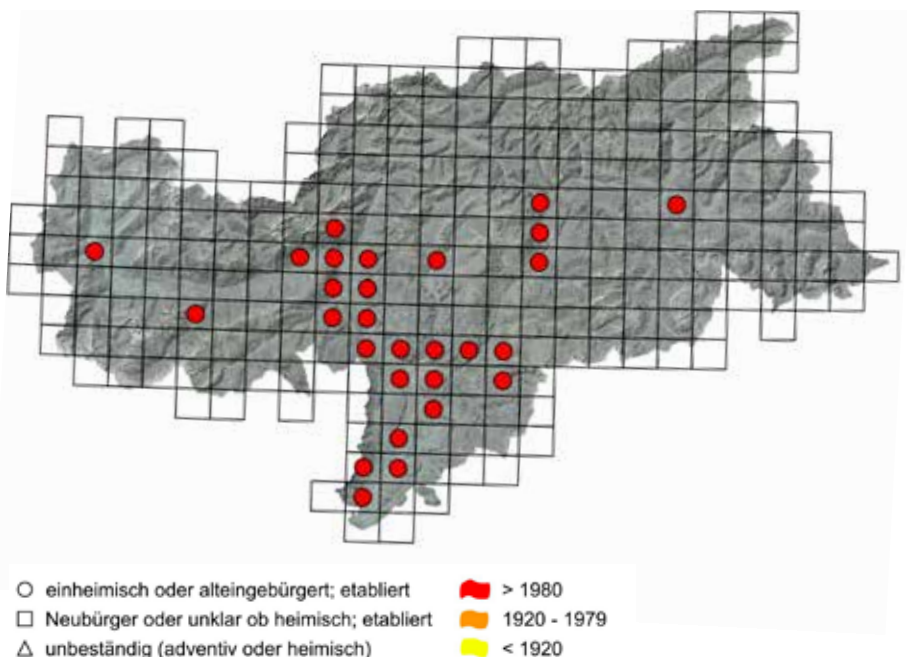 einheimisch oder alteingebürgert; etabliert > 1980
Neubürger oder unklar ob heimisch; etabliert 1920 - 1979
unbeständig (adventiv oder heimisch) < 1920